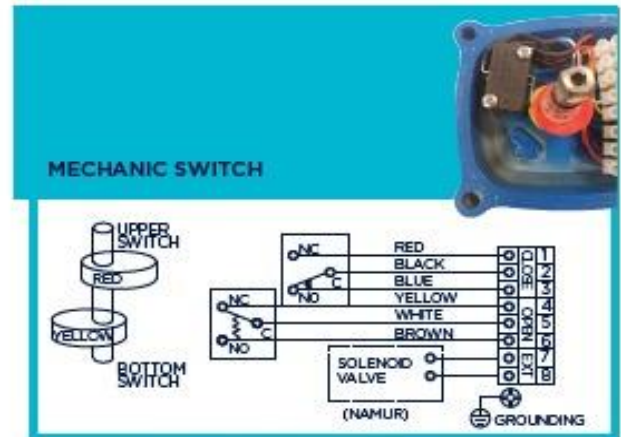 MECHANIC SWITCH
UPPER
SWITCH
RED
YELLOW
BOTTOM
SWITCH
NC
C
NO
NC
C
NO
RED
BLACK
BLUE
YELLOW
WHITE
BROWN
SOLENOID
VALVE
(NAMUR)
CLOSE
OPEN
EXT
1
2
3
4
5
6
7
8
GROUNDING